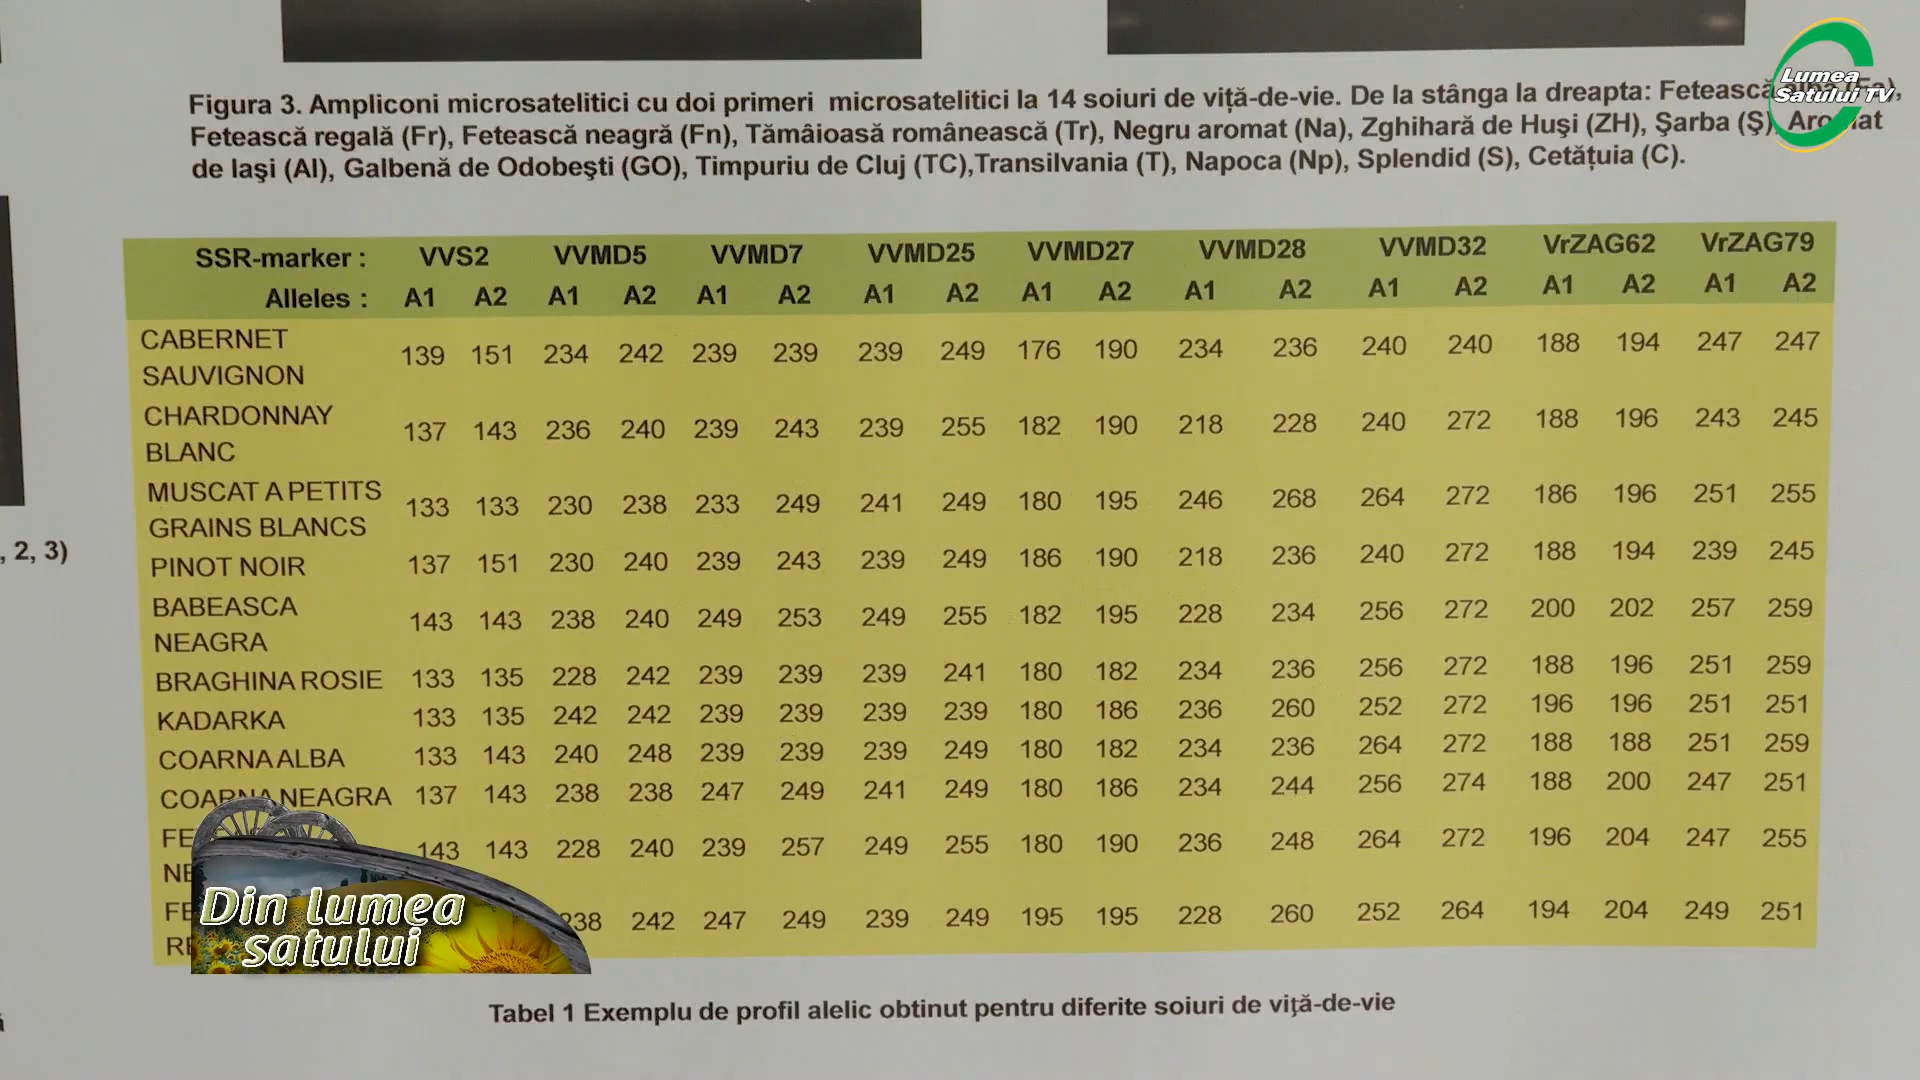 Lumea
Satului TV
Figura 3. Ampliconi microsatelitici cu doi primeri microsatelitici la 14 soiuri de viță-de-vie. De la stânga la dreapta: Fetească
Fetească regală (Fr), Fetească neagră (Fn), Tămâioasă românească (Tr), Negru aromat (Na), Zghihară de Huşi (ZH), Şarba (Ş),
de Iaşi (AI), Galbenă de Odobeşti (GO), Timpuriu de Cluj (TC),Transilvania (T), Napoca (Np), Splendid (S), Cetățuia (C).
, 2, 3)
SSR-marker : VVS2 VVMD5 VVMD7 VVMD25 VVMD27 VVMD28 VVMD32 VrZAG62 VrZAG79
Alleles : A1 A2 A1 A2 A1 A2 A1 A2 A1 A2 A1 A2 A1 A2 A1 A2 A1 A2
CABERNET
SAUVIGNON 139 151 234 242 239 239 239 249 176 190 234 236 240 240 188 194 247 247
CHARDONNAY
BLANC 137 143 236 240 239 243 239 255 182 190 218 228 240 272 188 196 243 245
MUSCAT A PETITS
GRAINS BLANCS 133 133 230 238 233 249 241 249 180 195 246 268 264 272 186 196 251 255
PINOT NOIR 137 151 230 240 239 243 239 249 186 190 218 236 240 272 188 194 239 245
BABEASCA
NEAGRA 143 143 238 240 249 253 249 255 182 195 228 234 256 272 200 202 257 259
BRAGHINA ROSIE 133 135 228 242 239 239 239 241 180 182 234 236 256 272 188 196 251 259
KADARKA 133 135 242 242 239 239 239 239 180 186 236 260 252 272 196 196 251 251
COARNA ALBA 133 143 240 248 239 239 239 249 180 182 234 236 264 272 188 188 251 259
COARNA NEAGRA 137 143 238 238 247 249 241 249 180 186 234 244 256 274 188 200 247 251
143 143 228 240 239 257 249 255 180 190 236 248 264 272 196 204 247 255
242 247 249 239 249 195 195 228 260 252 264 194 204 249 251
Din lumea
satului
Tabel 1 Exemplu de profil alelic obtinut pentru diferite soiuri de viţă-de-vie